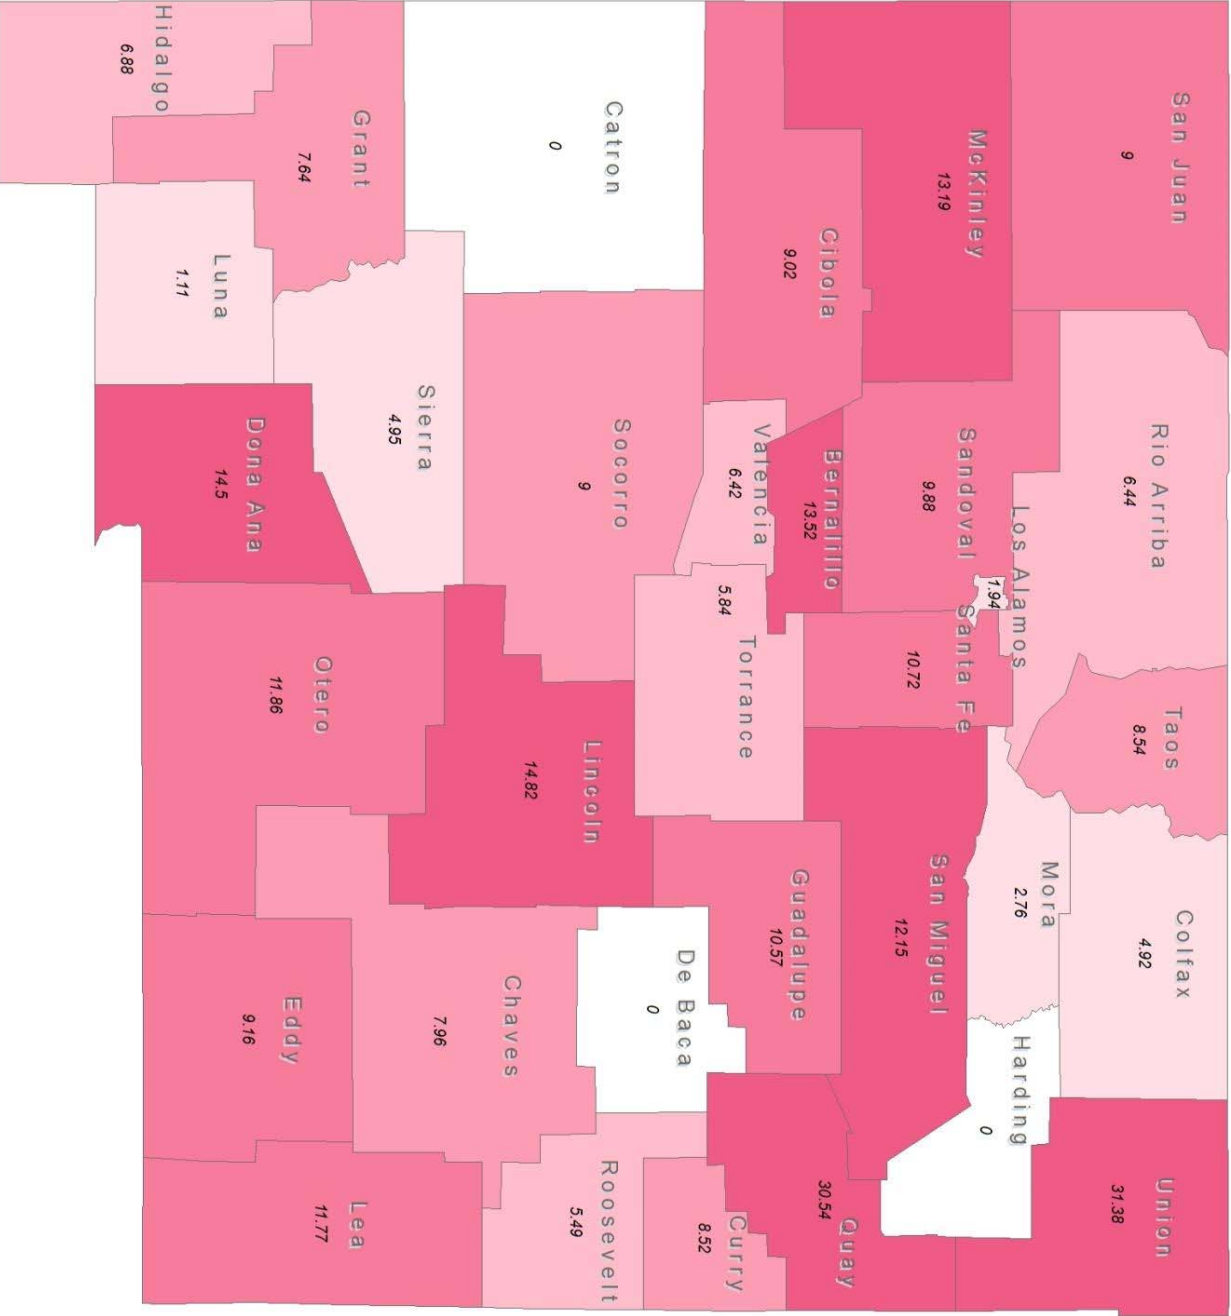 San Juan
9
Rio Arriba
6.44
Taos
8.54
Colfax
4.92
Union
31.38
McKinley
13.19
Sandoval
9.88
Los Alamos
1.94
Santa Fe
10.72
Mora
2.76
Harding
0
San Miguel
12.15
Cibola
9.02
Bernalillo
13.52
Valencia
6.42
Torrance
5.84
Guadalupe
10.57
Quay
30.54
Catron
0
Socorro
9
Lincoln
14.82
De Baca
0
Curry
8.52
Roosevelt
5.49
Chaves
7.96
Grant
7.64
Sierra
4.95
Hidalgo
6.88
Luna
1.11
Dona Ana
14.5
Otero
11.86
Eddy
9.16
Lea
11.77